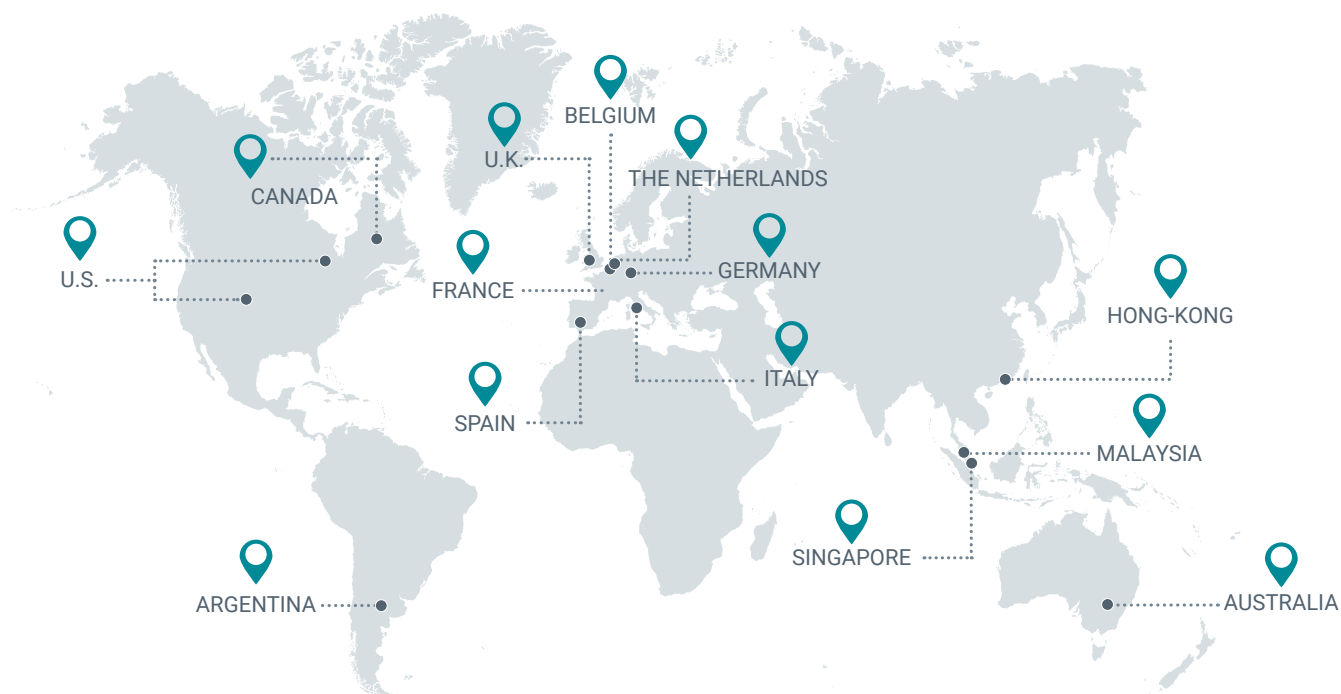 BELGIUM
U.K.
THE NETHERLANDS
CANADA
U.S.
FRANCE
GERMANY
HONG-KONG
ITALY
SPAIN
MALAYSIA
SINGAPORE
ARGENTINA
AUSTRALIA